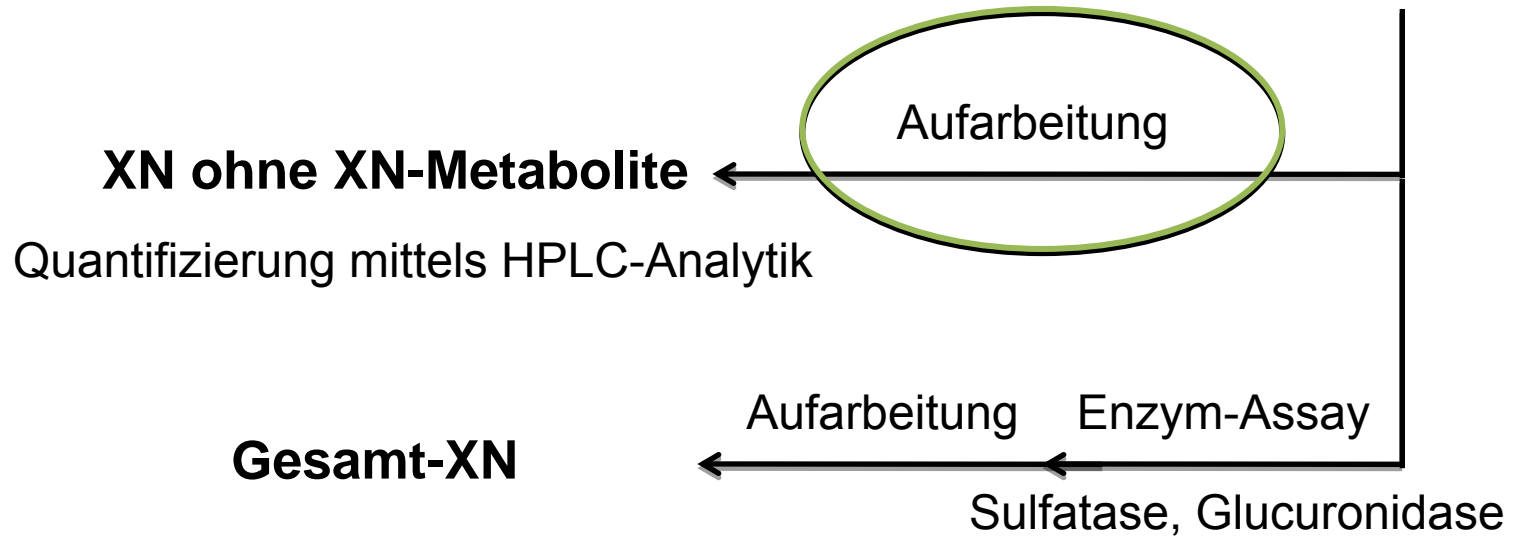 Aufarbeitung
XN ohne XN-Metabolite
Quantifizierung mittels HPLC-Analytik
Aufarbeitung
Enzym-Assay
Gesamt-XN
Sulfatase, Glucuronidase